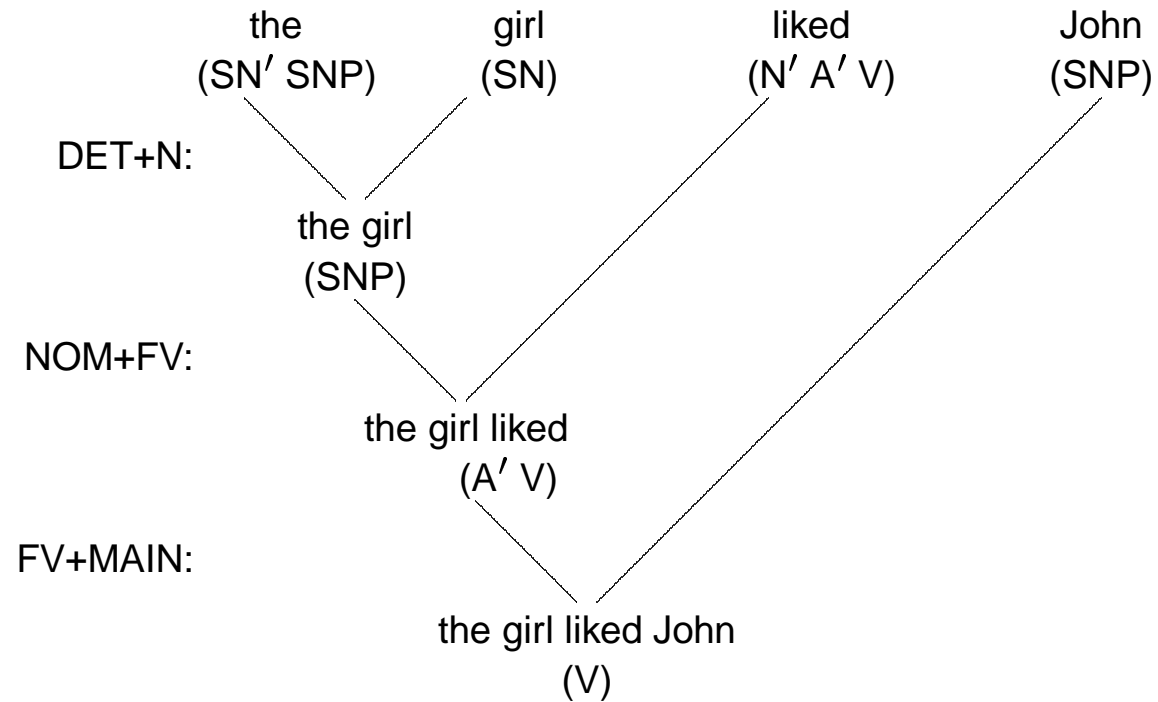 the girl liked John
(SN′ SNP) (SN) (N′ A′ V) (SNP)
DET+N:
the girl
(SNP)
NOM+FV:
the girl liked
(A′ V)
FV+MAIN:
the girl liked John
(V)